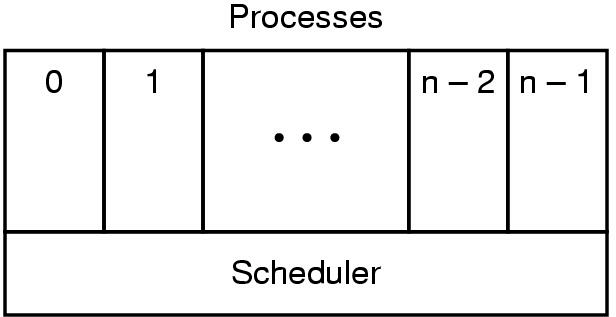 Processes
0 1 n – 2 n – 1
. . .
Scheduler